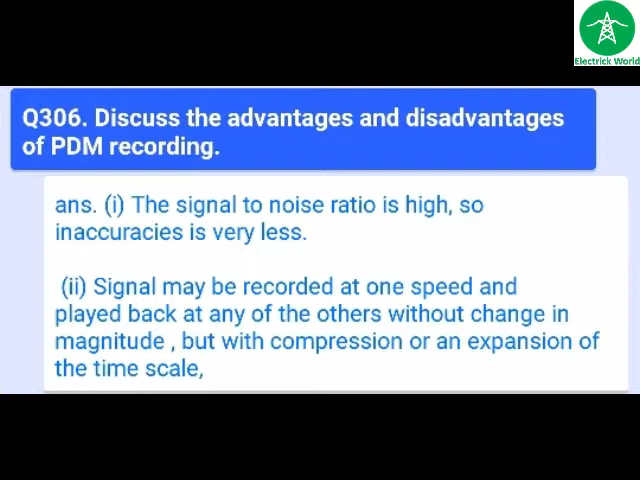 Electrick World
Q306. Discuss the advantages and disadvantages
of PDM recording.
ans. (i) The signal to noise ratio is high, so
inaccuracies is very less.
(ii) Signal may be recorded at one speed and
played back at any of the others without change in
magnitude , but with compression or an expansion of
the time scale,